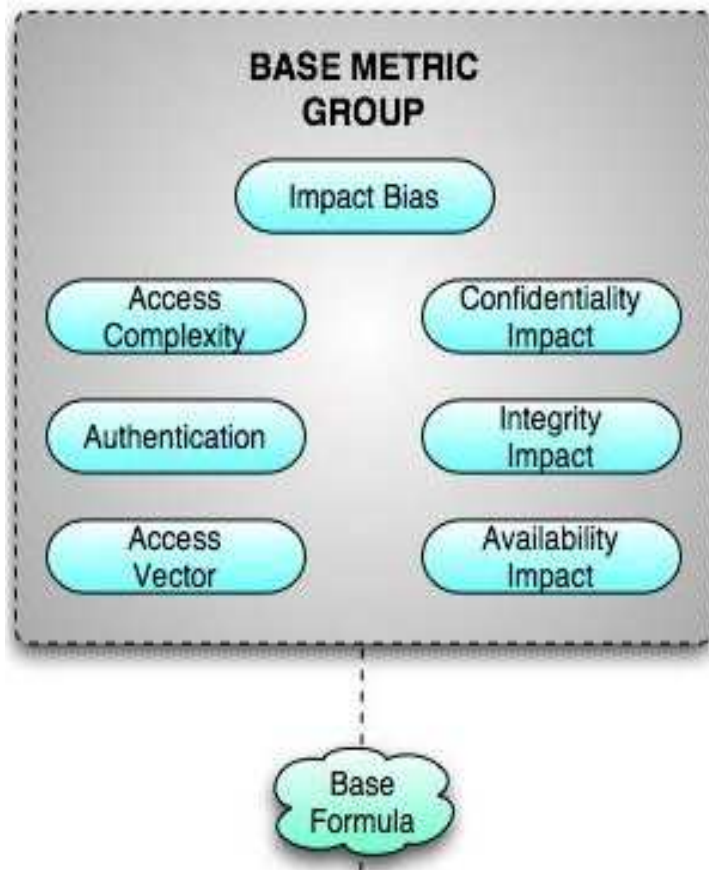 BASE METRIC
GROUP
Impact Bias
Access
Complexity
Confidentiality
Impact
Authentication
Integrity
Impact
Access
Vector
Availability
Impact
Base
Formula